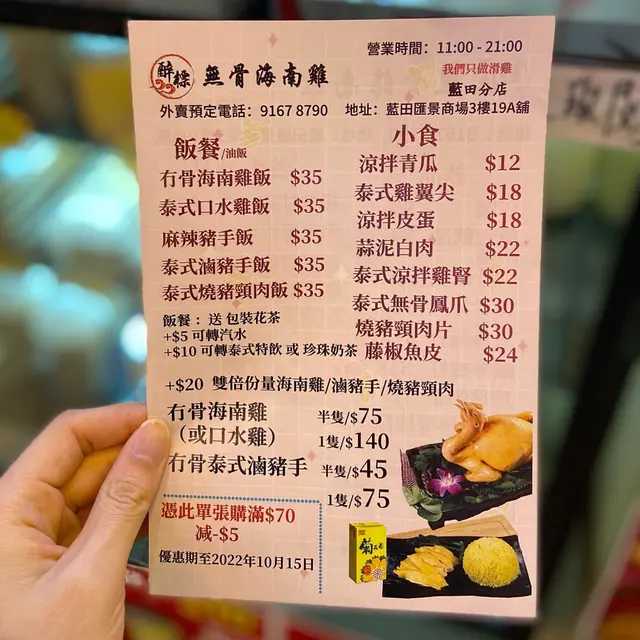 營業時間：11:00 - 21:00
醉樑 無骨海南雞
我們只做滑雞
藍田分店
外賣預定電話：9167 8790 地址：藍田匯景商場3樓19A舖
飯餐/油飯
冇骨海南雞飯 $35
泰式口水雞飯 $35
麻辣豬手飯 $35
泰式滷豬手飯 $35
泰式燒豬頸肉飯 $35
飯餐：送 包裝花茶
+$5 可轉汽水
+$10 可轉泰式特飲 或 珍珠奶茶
小食
涼拌青瓜 $12
泰式雞翼尖 $18
涼拌皮蛋 $18
蒜泥白肉 $22
泰式涼拌雞腎 $22
泰式無骨鳳爪 $30
燒豬頸肉片 $30
藤椒魚皮 $24
+$20 雙倍份量海南雞/滷豬手/燒豬頸肉
冇骨海南雞 半隻/$75
（或口水雞） 1隻/$140
冇骨泰式滷豬手 半隻/$45
1隻/$75
憑此單張購滿$70
減-$5
優惠期至2022年10月15日
菊